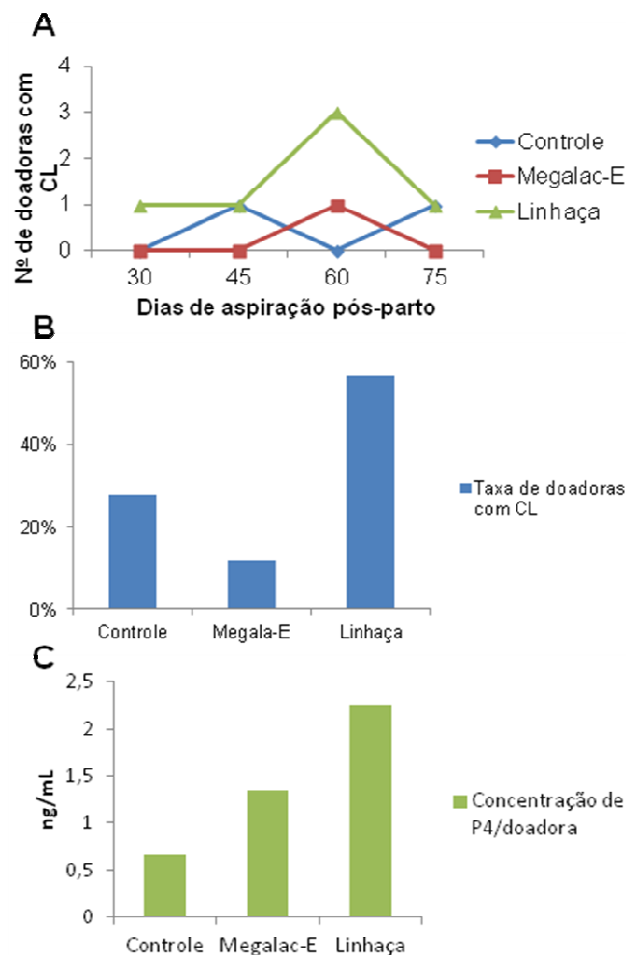 A
Nº de doadoras com
CL
4
3
2
1
0
30 45 60 75
Dias de aspiração pós-parto
Controle
Megalac-E
Linhaça
B
60%
40%
20%
0%
Controle Megala-E Linhaça
Taxa de doadoras
com CL
C
ng/mL
2,5
2
1,5
1
0,5
0
Controle Megalac-E Linhaça
Concentração de
P4/doadora